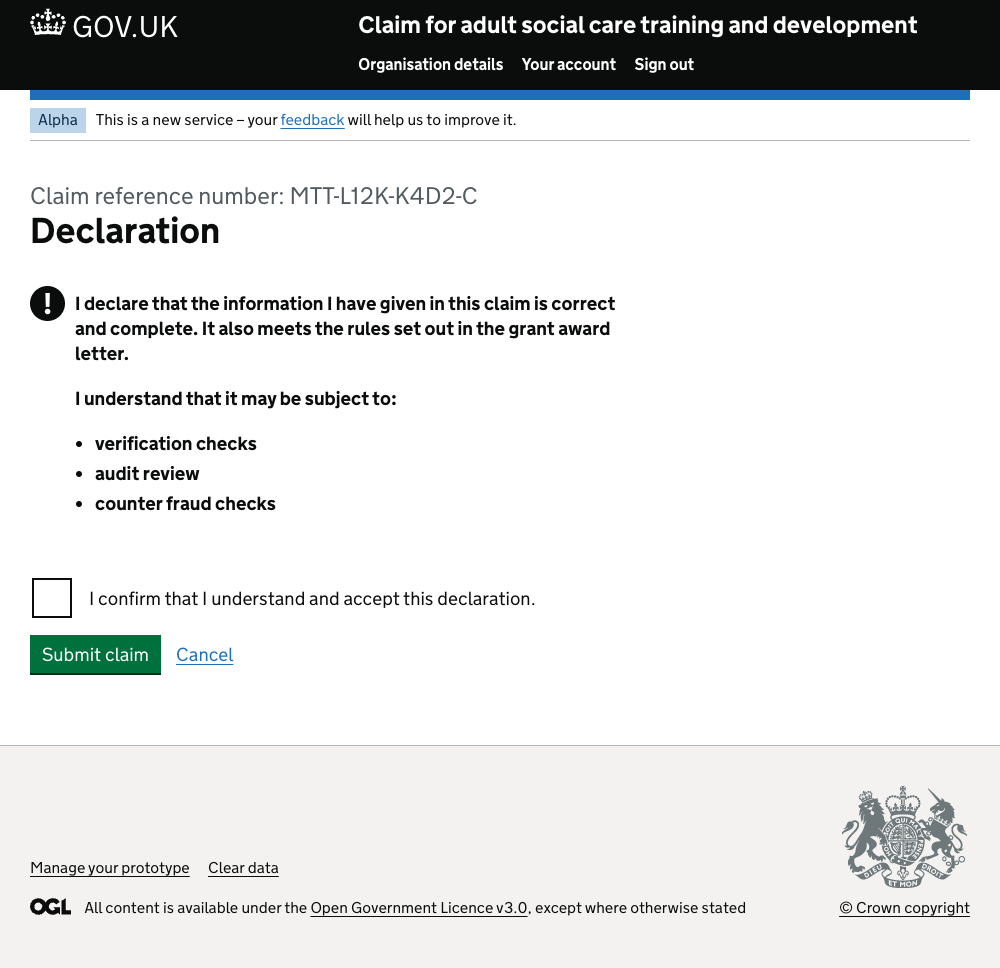 GOV.UK
Claim for adult social care training and development
Organisation details Your account Sign out
Alpha This is a new service – your feedback will help us to improve it.
Claim reference number: MTT-L12K-K4D2-C
Declaration
! I declare that the information I have given in this claim is correct
and complete. It also meets the rules set out in the grant award
letter.
I understand that it may be subject to:
• verification checks
• audit review
• counter fraud checks
I confirm that I understand and accept this declaration.
Submit claim Cancel
Manage your prototype Clear data
OGL All content is available under the Open Government Licence v3.0, except where otherwise stated
DIEU ET MON DROIT
© Crown copyright